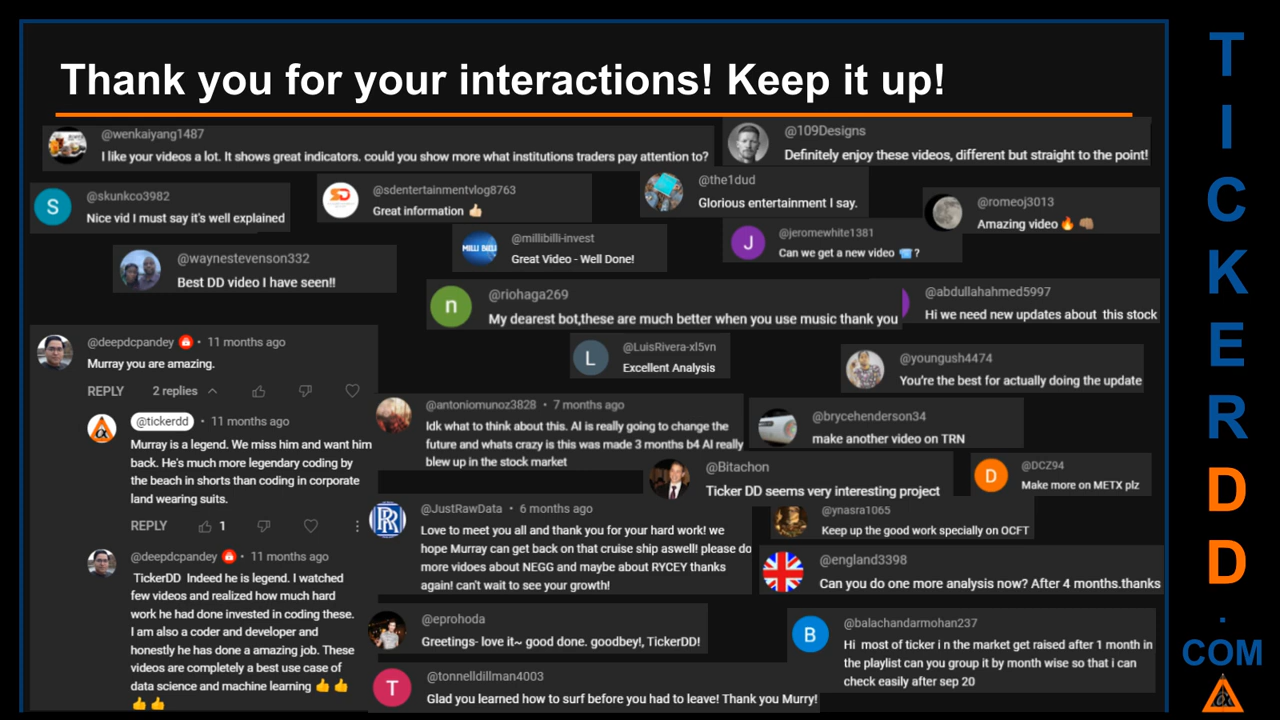 Thank you for your interactions! Keep it up!
@wenkaiyang1487
I like your videos a lot. It shows great indicators. could you show more what institutions traders pay attention to?
@109Designs
Definitely enjoy these videos, different but straight to the point!
S
@skunkco3982
Nice vid I must say it's well explained
SD
@sdentertainmentvlog8763
Great information 👍🏻
@the1dud
Glorious entertainment I say.
@romeoj3013
Amazing video 🔥 👊🏽
MILLI BILLI
@millibilli-invest
Great Video - Well Done!
J
@jeromewhite1381
Can we get a new video ?
@waynestevenson332
Best DD video I have seen!!
n
@riohaga269
My dearest bot,these are much better when you use music thank you
@abdullahahmed5997
Hi we need new updates about this stock
L
@LuisRivera-xl5vn
Excellent Analysis
@youngush4474
You're the best for actually doing the update
@deepdcpandey • 11 months ago
Murray you are amazing.
REPLY 2 replies
@tickerdd • 11 months ago
Murray is a legend. We miss him and want him
back. He's much more legendary coding by
the beach in shorts than coding in corporate
land wearing suits.
REPLY 1
@deepdcpandey • 11 months ago
TickerDD Indeed he is legend. I watched
few videos and realized how much hard
work he had done invested in coding these.
I am also a coder and developer and
honestly he has done a amazing job. These
videos are completely a best use case of
data science and machine learning 👍 👍
👍 👍
@antoniomunoz3828 • 7 months ago
Idk what to think about this. AI is really going to change the
future and whats crazy is this was made 3 months b4 AI really
blew up in the stock market
@brycehenderson34
make another video on TRN
@Bitachon
Ticker DD seems very interesting project
D
@DCZ94
Make more on METX plz
RR
@JustRawData • 6 months ago
Love to meet you all and thank you for your hard work! we
hope Murray can get back on that cruise ship aswell! please do
more vidoes about NEGG and maybe about RYCEY thanks
again! can't wait to see your growth!
@ynasra1065
Keep up the good work specially on OCFT
@england3398
Can you do one more analysis now? After 4 months.thanks
@eprohoda
Greetings- love it~ good done. goodbey!, TickerDD!
B
@balachandarmohan237
Hi most of ticker i n the market get raised after 1 month in
the playlist can you group it by month wise so that i can
check easily after sep 20
T
@tonnelldillman4003
Glad you learned how to surf before you had to leave! Thank you Murry!
T
I
C
K
E
R
D
D
.
COM